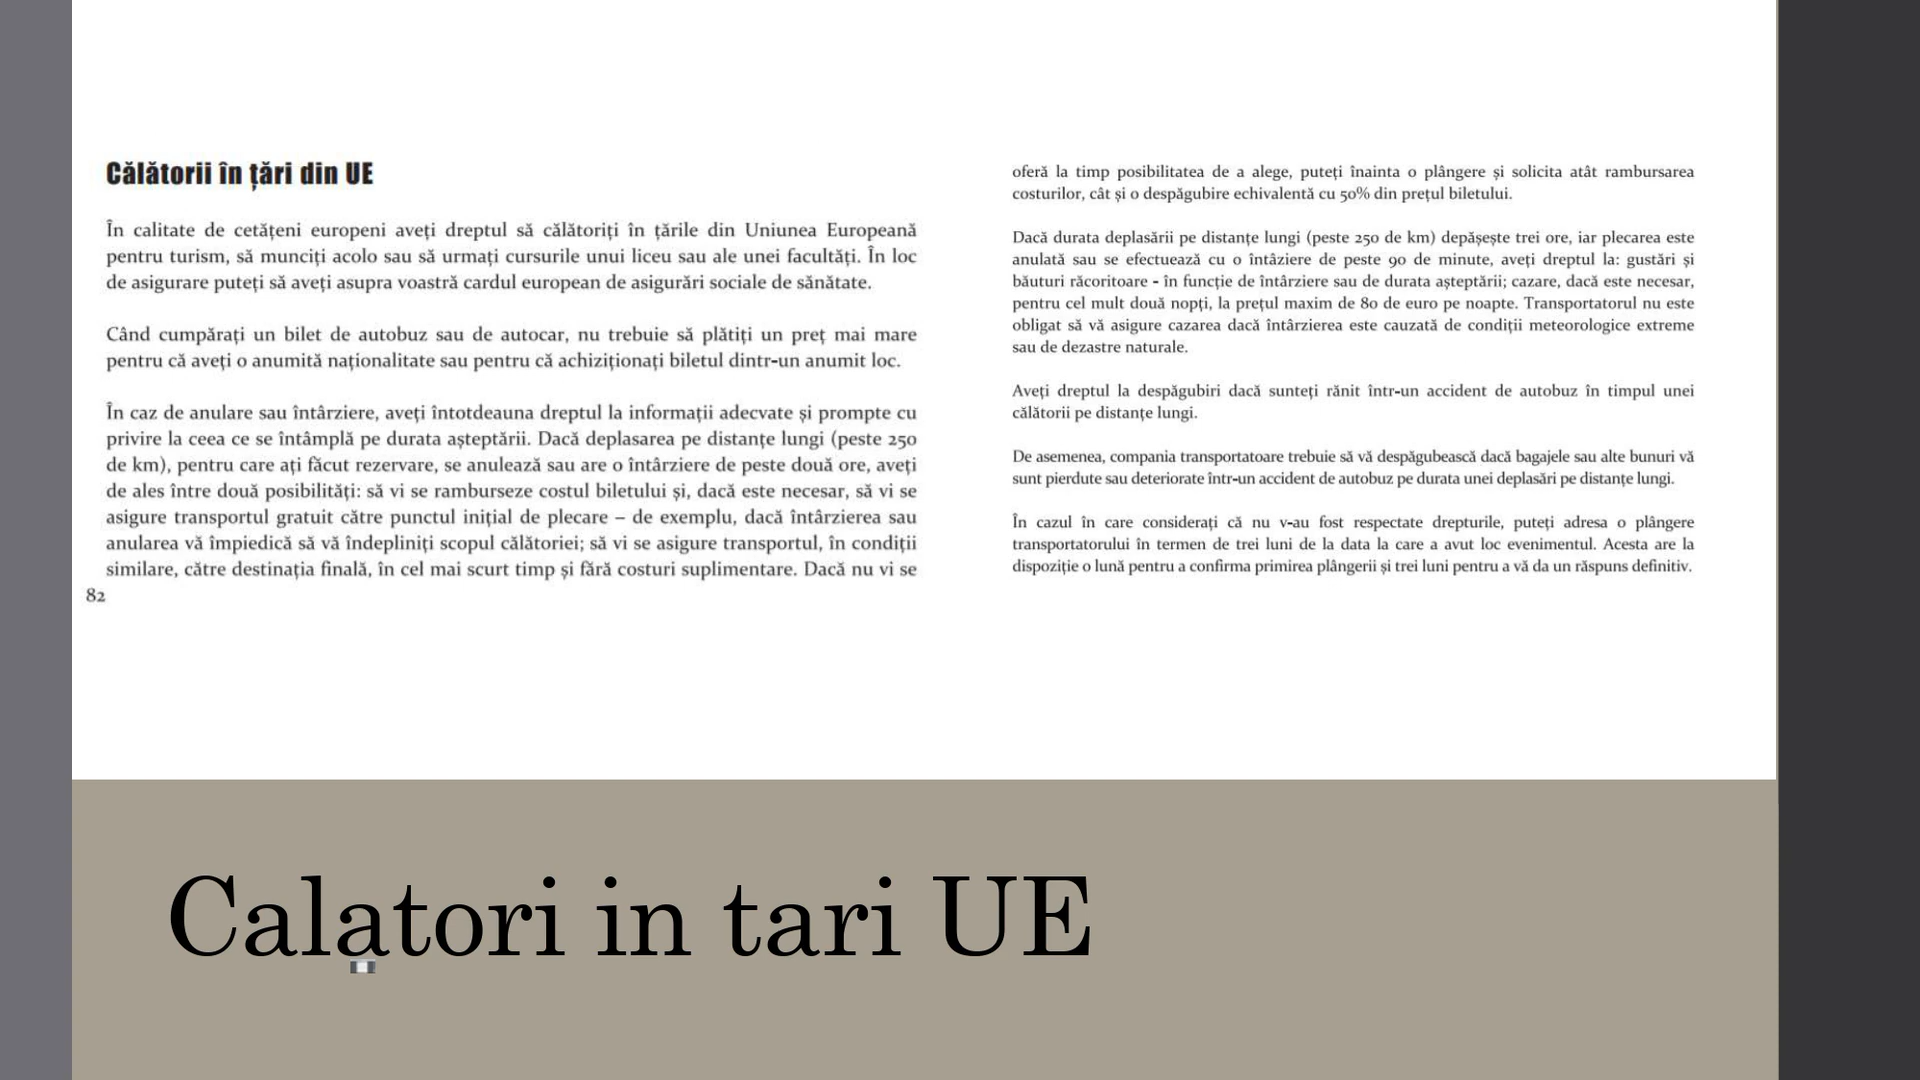 Călătorii în țări din UE
În calitate de cetățeni europeni aveți dreptul să călătoriți în țările din Uniunea Europeană
pentru turism, să munciți acolo sau să urmați cursurile unui liceu sau ale unei facultăți. În loc
de asigurare puteți să aveți asupra voastră cardul european de asigurări sociale de sănătate.
Când cumpărați un bilet de autobuz sau de autocar, nu trebuie să plătiți un preț mai mare
pentru că aveți o anumită naționalitate sau pentru că achiziționați biletul dintr-un anumit loc.
În caz de anulare sau întârziere, aveți întotdeauna dreptul la informații adecvate și prompte cu
privire la ceea ce se întâmplă pe durata așteptării. Dacă deplasarea pe distanțe lungi (peste 250
de km), pentru care ați făcut rezervare, se anulează sau are o întârziere de peste două ore, aveți
de ales între două posibilități: să vi se ramburseze costul biletului și, dacă este necesar, să vi se
asigure transportul gratuit către punctul inițial de plecare – de exemplu, dacă întârzierea sau
anularea vă împiedică să vă îndepliniți scopul călătoriei; să vi se asigure transportul, în condiții
similare, către destinația finală, în cel mai scurt timp și fără costuri suplimentare. Dacă nu vi se
82
oferă la timp posibilitatea de a alege, puteți înainta o plângere și solicita atât rambursarea
costurilor, cât și o despăgubire echivalentă cu 50% din prețul biletului.
Dacă durata deplasării pe distanțe lungi (peste 250 de km) depășește trei ore, iar plecarea este
anulată sau se efectuează cu o întâziere de peste 90 de minute, aveți dreptul la: gustări și
băuturi răcoritoare - în funcție de întârziere sau de durata așteptării; cazare, dacă este necesar,
pentru cel mult două nopți, la prețul maxim de 80 de euro pe noapte. Transportatorul nu este
obligat să vă asigure cazarea dacă întârzierea este cauzată de condiții meteorologice extreme
sau de dezastre naturale.
Aveți dreptul la despăgubiri dacă sunteți rănit într-un accident de autobuz în timpul unei
călătorii pe distanțe lungi.
De asemenea, compania transportatoare trebuie să vă despăgubească dacă bagajele sau alte bunuri vă
sunt pierdute sau deteriorate într-un accident de autobuz pe durata unei deplasări pe distanțe lungi.
În cazul în care considerați că nu v-au fost respectate drepturile, puteți adresa o plângere
transportatorului în termen de trei luni de la data la care a avut loc evenimentul. Acesta are la
dispoziție o lună pentru a confirma primirea plângerii și trei luni pentru a vă da un răspuns definitiv.
Calatori in tari UE